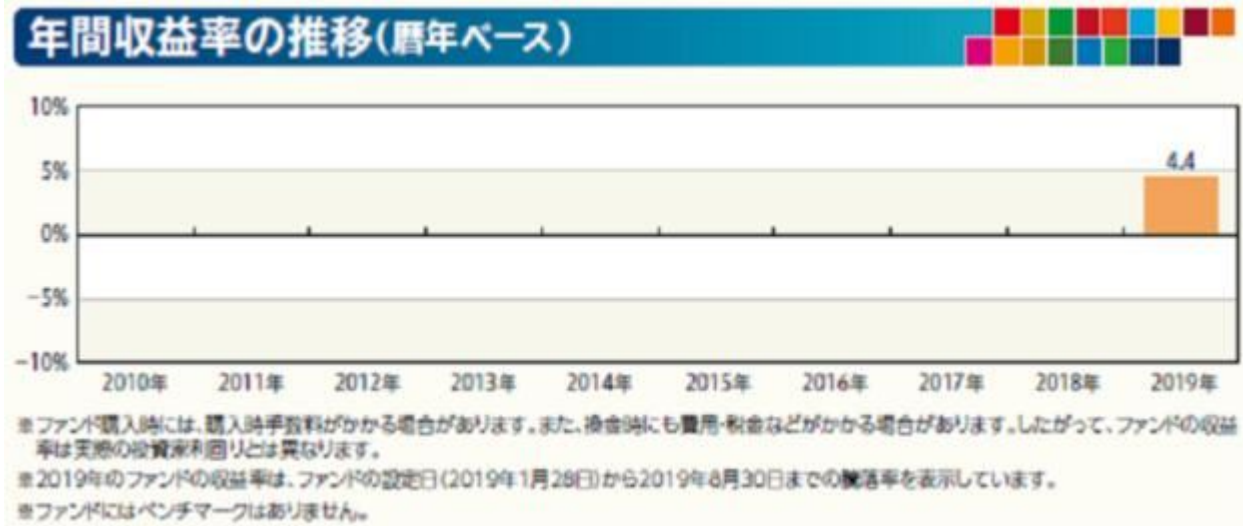 年間収益率の推移(暦年ベース)
10%
4.4
5%
0%
-5%
-10%
2010年 2011年 2012年 2013年 2014年 2015年 2016年 2017年 2018年 2019年
※ファンド購入時には、購入時手数料がかかる場合があります。また、換金時にも費用・税金などがかかる場合があります。したがって、ファンドの収益
率は実際の投資家利回りとは異なります。
※2019年のファンドの収益率は、ファンドの設定日(2019年1月28日)から2019年8月30日までの騰落率を表示しています。
※ファンドにはベンチマークはありません。